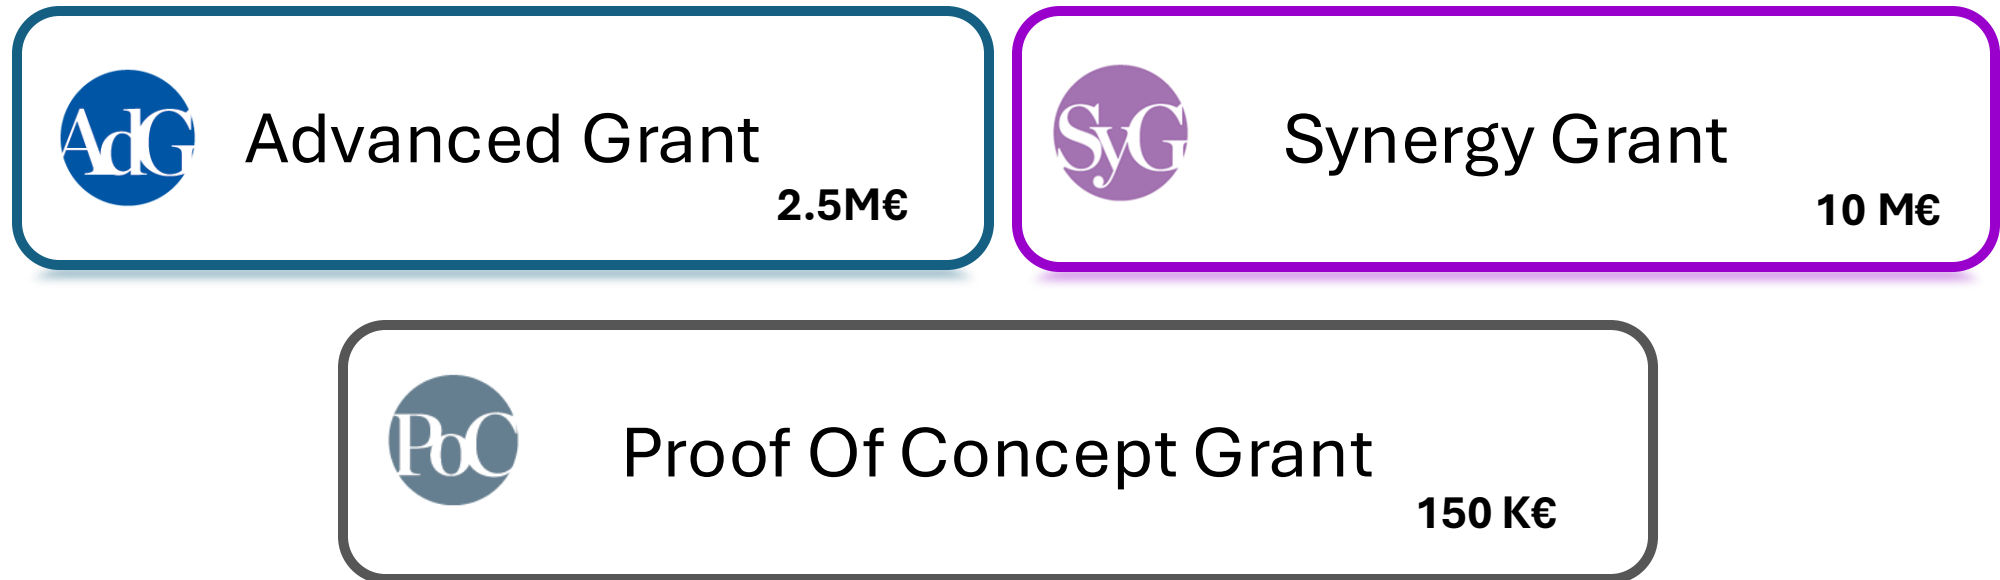 AdG
Advanced Grant
2.5M€
SyG
Synergy Grant
10 M€
PoC
Proof Of Concept Grant
150 K€